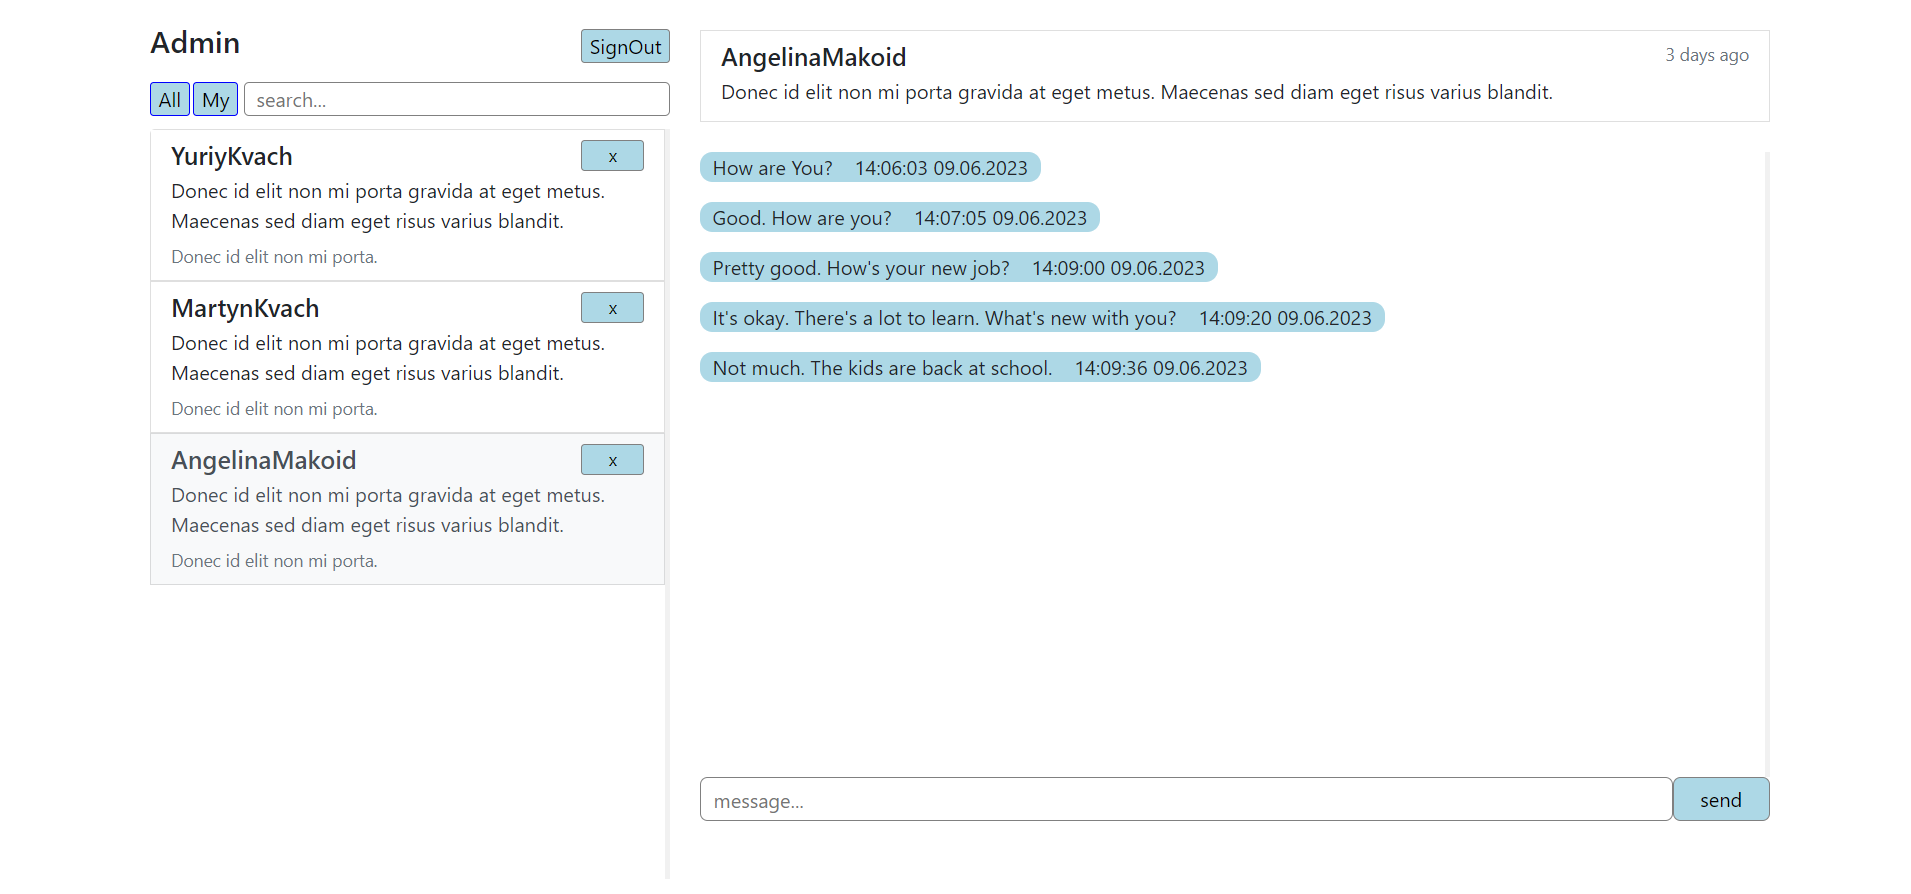 Admin
SignOut
All My search...
YuriyKvach x
Donec id elit non mi porta gravida at eget metus.
Maecenas sed diam eget risus varius blandit.
Donec id elit non mi porta.
MartynKvach x
Donec id elit non mi porta gravida at eget metus.
Maecenas sed diam eget risus varius blandit.
Donec id elit non mi porta.
AngelinaMakoid x
Donec id elit non mi porta gravida at eget metus.
Maecenas sed diam eget risus varius blandit.
Donec id elit non mi porta.
AngelinaMakoid 3 days ago
Donec id elit non mi porta gravida at eget metus. Maecenas sed diam eget risus varius blandit.
How are You? 14:06:03 09.06.2023
Good. How are you? 14:07:05 09.06.2023
Pretty good. How's your new job? 14:09:00 09.06.2023
It's okay. There's a lot to learn. What's new with you? 14:09:20 09.06.2023
Not much. The kids are back at school. 14:09:36 09.06.2023
message... send